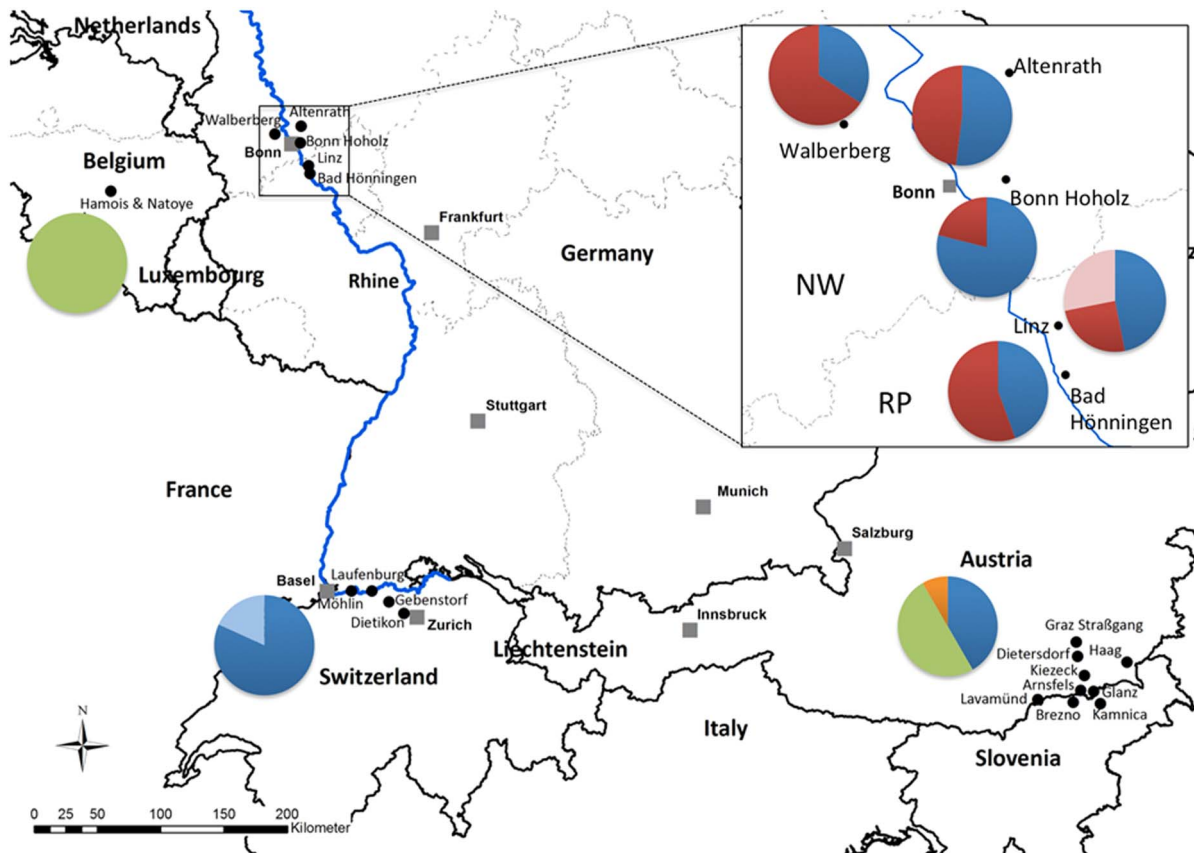 Netherlands
Altenrath
Walberberg
Bonn Hoholz
Bonn
Linz
Bad Hönningen
Belgium
Hamois & Natoye
Frankfurt
Luxembourg
Rhine
Germany
Stuttgart
France
Munich
Salzburg
Basel
Laufenburg
Möhlin
Gebenstorf
Dietikon
Zurich
Innsbruck
Liechtenstein
Switzerland
Austria
Graz Straßgang
Dietersdorf
Haag
Kiezeck
Arnsfels
Glanz
Lavamünd
Brezno
Kamnica
Italy
Slovenia
N
0 25 50 100 150 200
Kilometer
Altenrath
Walberberg
Bonn
Bonn Hoholz
NW
Linz
RP
Bad
Hönningen